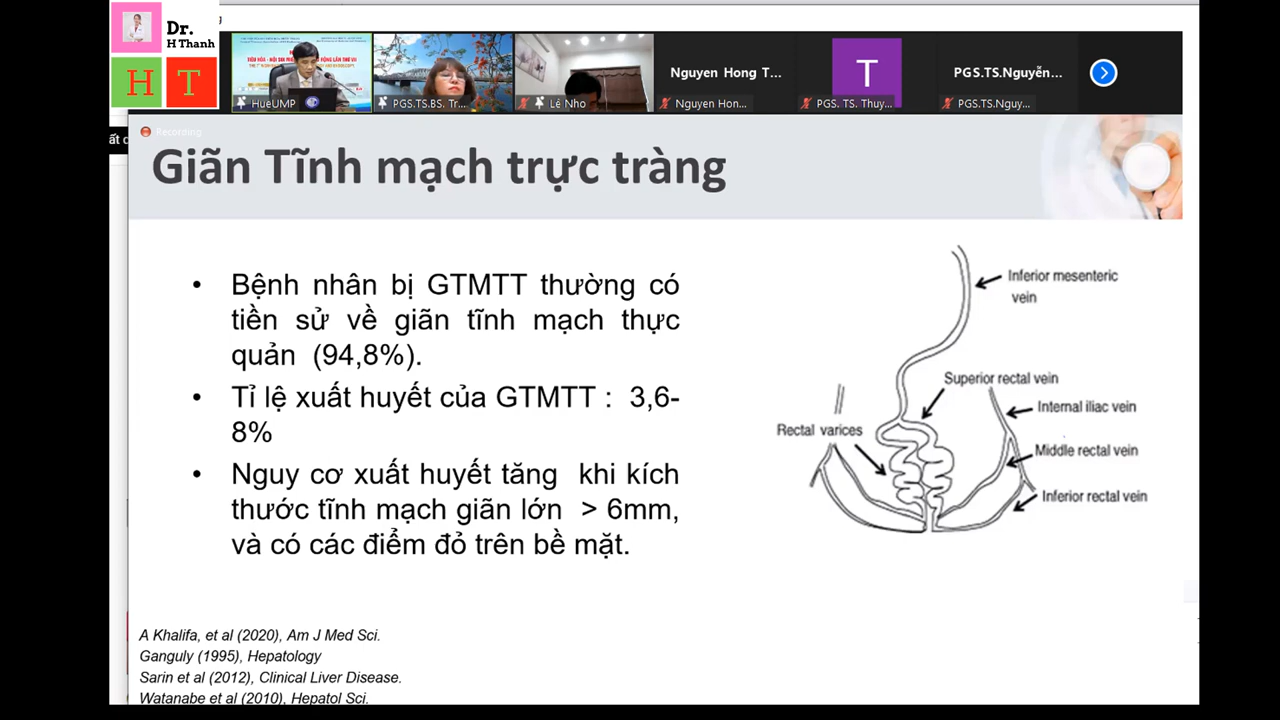 Dr.
H Thanh
H T
HueUMP
PGS.TS.BS. Tr...
Lê Nho
Nguyen Hong T...
Nguyen Hon...
T
PGS. TS. Thuy...
PGS.TS.Nguyễn...
PGS.TS.Nguy...
Recording
Giãn Tĩnh mạch trực tràng
• Bệnh nhân bị GTMTT thường có
tiền sử về giãn tĩnh mạch thực
quản (94,8%).
• Tỉ lệ xuất huyết của GTMTT : 3,6-
8%
• Nguy cơ xuất huyết tăng khi kích
thước tĩnh mạch giãn lớn > 6mm,
và có các điểm đỏ trên bề mặt.
Inferior mesenteric
vein
Superior rectal vein
Internal iliac vein
Rectal varices
Middle rectal vein
Inferior rectal vein
A Khalifa, et al (2020), Am J Med Sci.
Ganguly (1995), Hepatology
Sarin et al (2012), Clinical Liver Disease.
Watanabe et al (2010), Hepatol Sci.